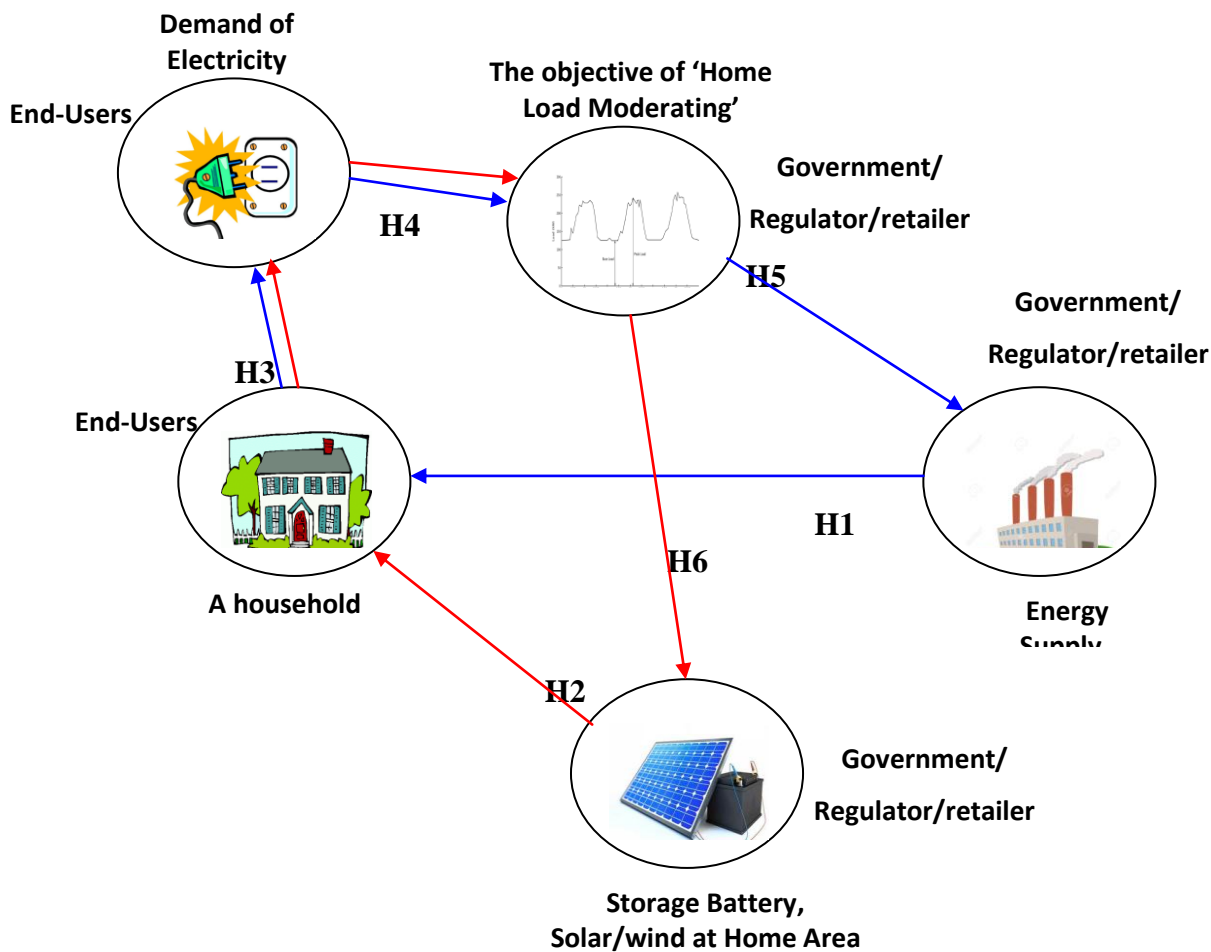 Demand of
Electricity
End-Users
The objective of ‘Home
Load Moderating’
Government/
Regulator/retailer
H4
H5
Government/
Regulator/retailer
H3
End-Users
H1
H6
A household
Energy
Supply
H2
Government/
Regulator/retailer
Storage Battery,
Solar/wind at Home Area